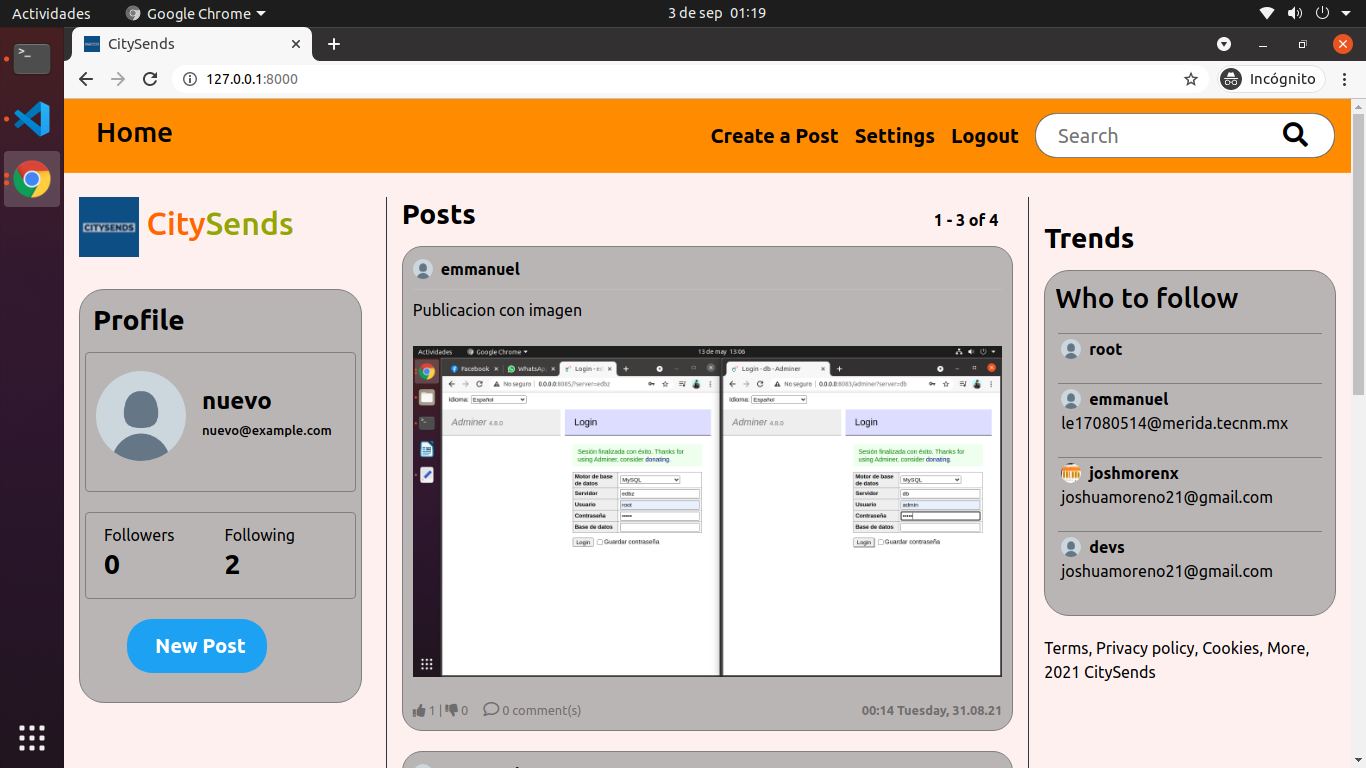 Actividades Google Chrome 3 de sep 01:19
CitySends
127.0.0.1:8000 Incógnito
Home Create a Post Settings Logout Search
CITYSENDS CitySends
Profile
nuevo
nuevo@example.com
Followers Following
0 2
New Post
Posts 1 - 3 of 4
emmanuel
Publicacion con imagen
Actividades Google Chrome 13 de may 13:06
Facebook WhatsAp Login - ed
No seguro 0.0.0.0:8085/?server=edbz
Idioma: Español
Adminer 4.8.0 Login
Sesión finalizada con éxito. Thanks for
using Adminer, consider donating.
Motor de base
de datos MySQL
Servidor edbz
Usuario root
Contraseña •••••
Base de datos
Login Guardar contraseña
Login - db - Adminer
No seguro 0.0.0.0:8083/adminer?server=db
Idioma: Español
Adminer 4.8.0 Login
Sesión finalizada con éxito. Thanks for
using Adminer, consider donating.
Motor de base
de datos MySQL
Servidor db
Usuario admin
Contraseña •••••
Base de datos
Login Guardar contraseña
1 | 0 0 comment(s) 00:14 Tuesday, 31.08.21
Trends
Who to follow
root
emmanuel
le17080514@merida.tecnm.mx
joshmorenx
joshuamoreno21@gmail.com
devs
joshuamoreno21@gmail.com
Terms, Privacy policy, Cookies, More,
2021 CitySends